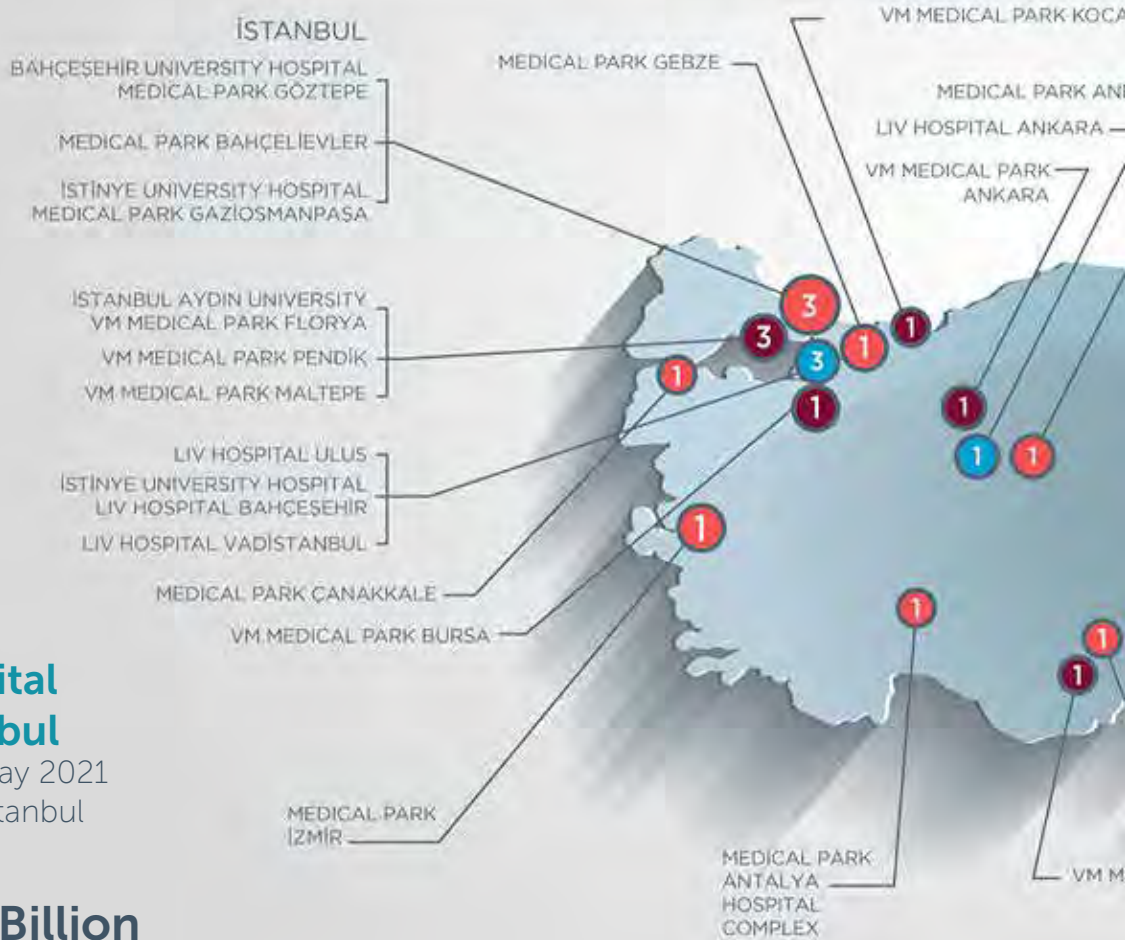 İSTANBUL
BAHÇEŞEHİR UNIVERSITY HOSPITAL
MEDICAL PARK GÖZTEPE
MEDICAL PARK BAHÇELİEVLER
İSTİNYE UNIVERSITY HOSPITAL
MEDICAL PARK GAZİOSMANPAŞA
İSTANBUL AYDIN UNIVERSITY
VM MEDICAL PARK FLORYA
VM MEDICAL PARK PENDİK
VM MEDICAL PARK MALTEPE
LIV HOSPITAL ULUS
İSTİNYE UNIVERSITY HOSPITAL
LIV HOSPITAL BAHÇEŞEHİR
LIV HOSPITAL VADİSTANBUL
MEDICAL PARK ÇANAKKALE
VM MEDICAL PARK BURSA
MEDICAL PARK
İZMİR
MEDICAL PARK
ANTALYA
HOSPITAL
COMPLEX
VM M
MEDICAL PARK GEBZE
VM MEDICAL PARK KOCA
MEDICAL PARK AN
LIV HOSPITAL ANKARA
VM MEDICAL PARK
ANKARA
3
3
3
1
1
1
1
1
1
1
1
1
1
1
ital
bul
ay 2021
tanbul
Billion